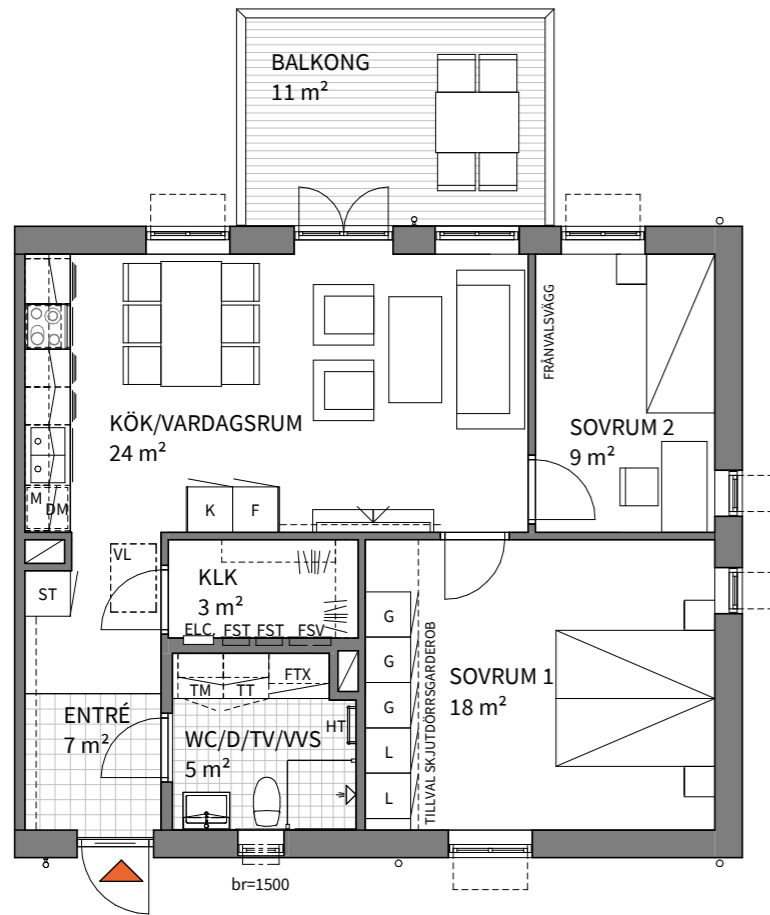 BALKONG
11 m²
FRÅNVALSVÄGG
KÖK/VARDAGSRUM
24 m²
SOVRUM 2
9 m²
M
DM
K
F
VL
KLK
3 m²
ST
ELC.
FST
FST
FSV
G
G
G
L
L
TILLVAL SKJUTDÖRRSGARDEROB
SOVRUM 1
18 m²
TM
TT
FTX
HT
ENTRÉ
7 m²
WC/D/TV/VVS
5 m²
br=1500